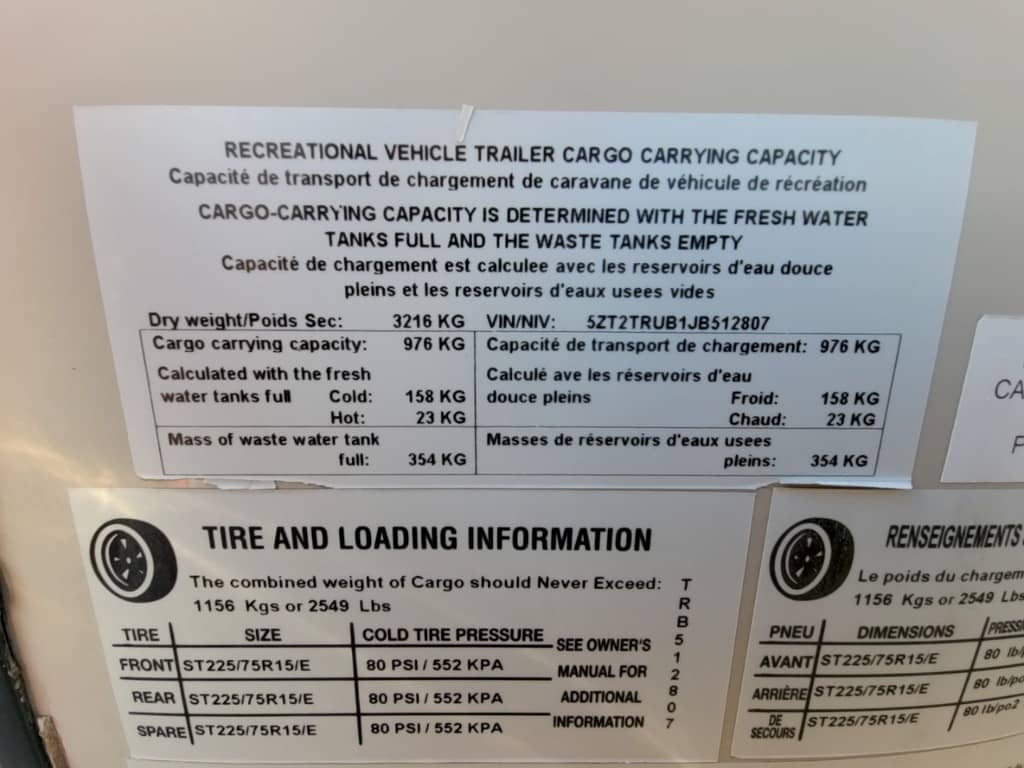 RECREATIONAL VEHICLE TRAILER CARGO CARRYING CAPACITY
Capacité de transport de chargement de caravane de véhicule de récréation
CARGO-CARRYING CAPACITY IS DETERMINED WITH THE FRESH WATER
TANKS FULL AND THE WASTE TANKS EMPTY
Capacité de chargement est calculee avec les reservoirs d'eau douce
pleins et les reservoirs d'eaux usees vides
Dry weight/Poids Sec: 3216 KG VIN/NIV: 5ZT2TRUB1JB512807
Cargo carrying capacity: 976 KG Capacité de transport de chargement: 976 KG
Calculated with the fresh Calculé ave les réservoirs d'eau
water tanks full Cold: 158 KG douce pleins Froid: 158 KG
Hot: 23 KG Chaud: 23 KG
Mass of waste water tank Masses de réservoirs d'eaux usees
full: 354 KG pleins: 354 KG
CA
TIRE AND LOADING INFORMATION
The combined weight of Cargo should Never Exceed:
1156 Kgs or 2549 Lbs
TIRE SIZE COLD TIRE PRESSURE
FRONT ST225/75R15/E 80 PSI / 552 KPA
REAR ST225/75R15/E 80 PSI / 552 KPA
SPARE ST225/75R15/E 80 PSI / 552 KPA
SEE OWNER'S
MANUAL FOR
ADDITIONAL
INFORMATION
TRB512807
RENSEIGNEMENTS
Le poids du chargem
1156 Kgs or 2549 Lbs
PNEU DIMENSIONS PRESSI
AVANT ST225/75R15/E 80 lb/p
ARRIÈRE ST225/75R15/E 80 lb/po
DE SECOURS ST225/75R15/E 80 lb/po2